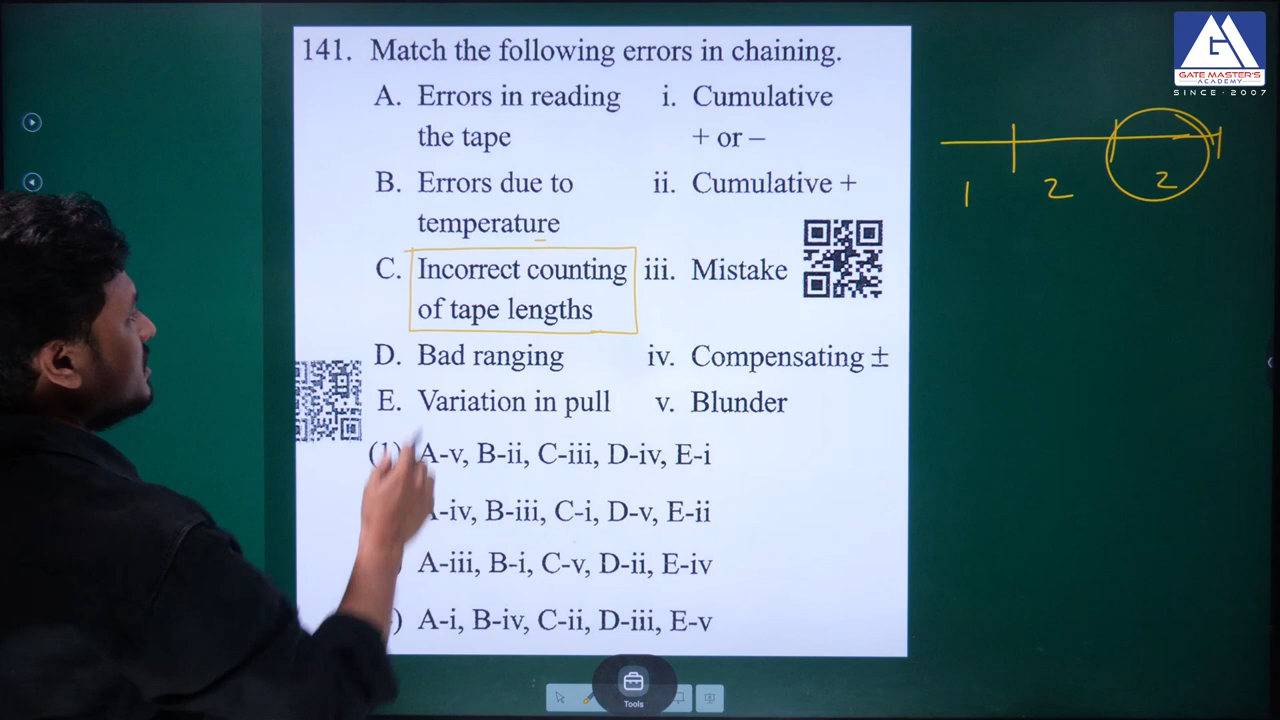 141. Match the following errors in chaining.
A. Errors in reading the tape
i. Cumulative + or –
B. Errors due to temperature
ii. Cumulative +
C. Incorrect counting of tape lengths
iii. Mistake
D. Bad ranging
iv. Compensating ±
E. Variation in pull
v. Blunder
(1) A-v, B-ii, C-iii, D-iv, E-i
A-iv, B-iii, C-i, D-v, E-ii
A-iii, B-i, C-v, D-ii, E-iv
) A-i, B-iv, C-ii, D-iii, E-v
1 2 2
GATE MASTER'S
ACADEMY
SINCE-2007
Tools